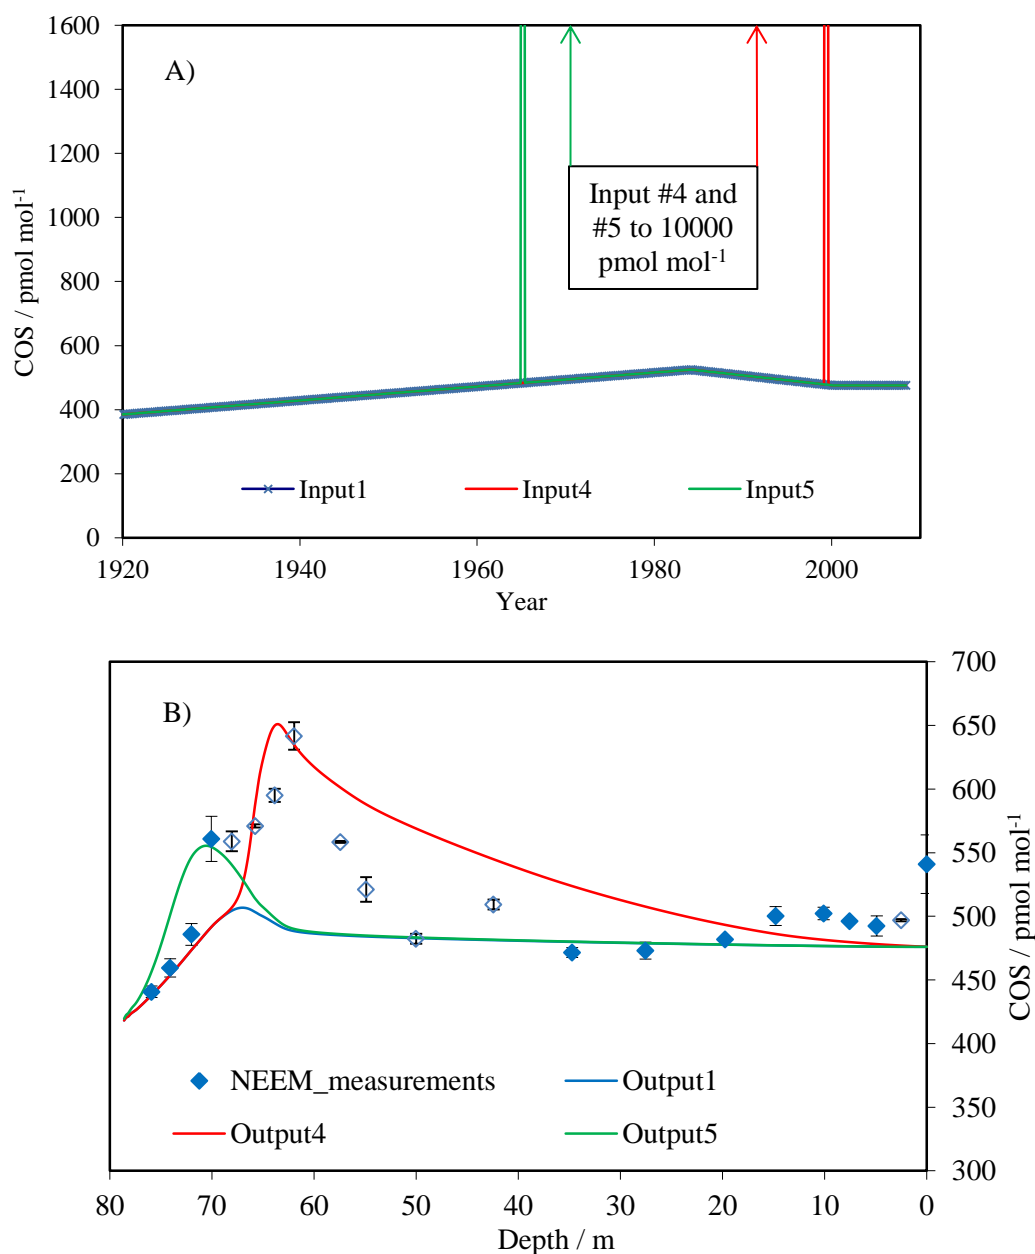 1600
1400
1200
1000
800
600
400
200
0
COS / pmol mol⁻¹
A)
Input #4 and
#5 to 10000
pmol mol⁻¹
Input1 Input4 Input5
1920 1940 1960 1980 2000
Year
B)
700
650
600
550
500
450
400
350
300
COS / pmol mol⁻¹
NEEM_measurements Output1
Output4 Output5
80 70 60 50 40 30 20 10 0
Depth / m